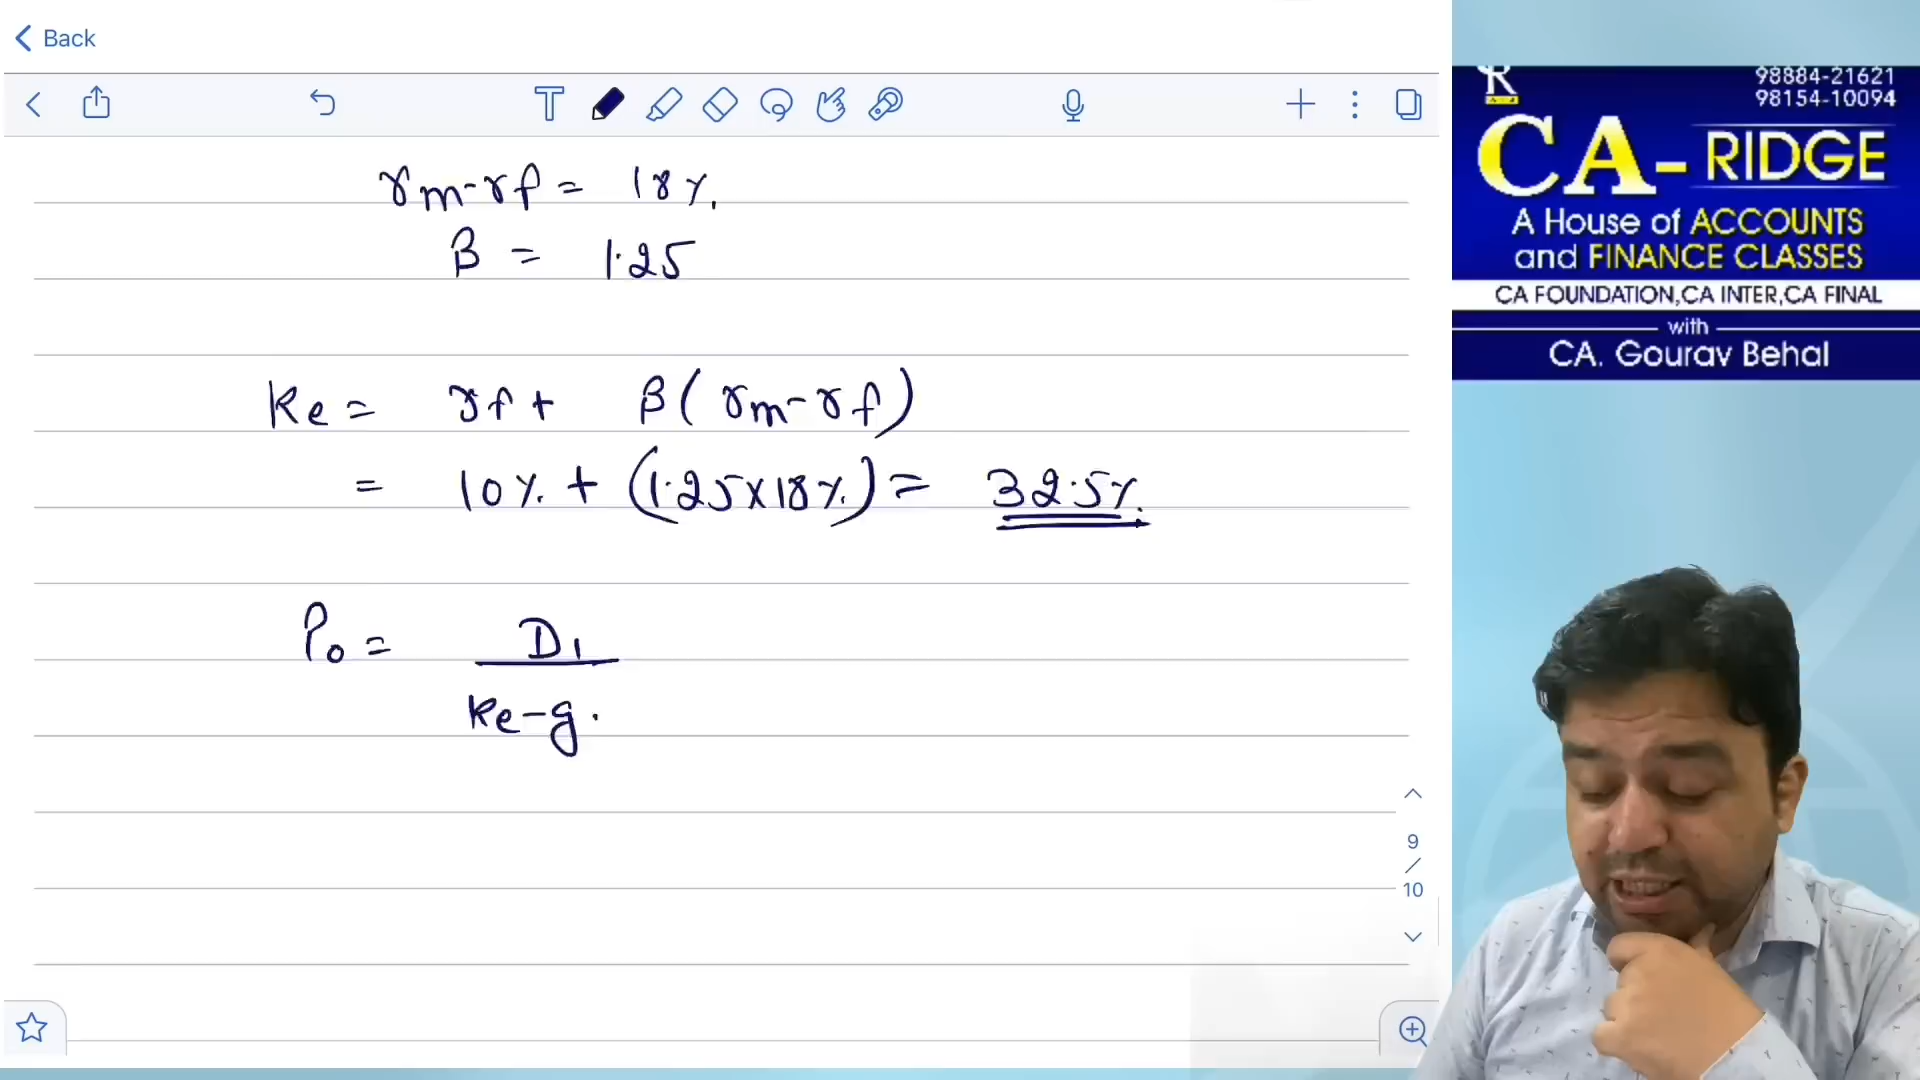 Back
rm-rf = 18%.
β = 1.25
Ke = rf + β(rm-rf)
= 10% + (1.25x18%) = 32.5%.
P0 = D1
Ke-g.
9
/
10
R
98884-21621
98154-10094
CA- RIDGE
A House of ACCOUNTS
and FINANCE CLASSES
CA FOUNDATION,CA INTER,CA FINAL
with
CA. Gourav Behal